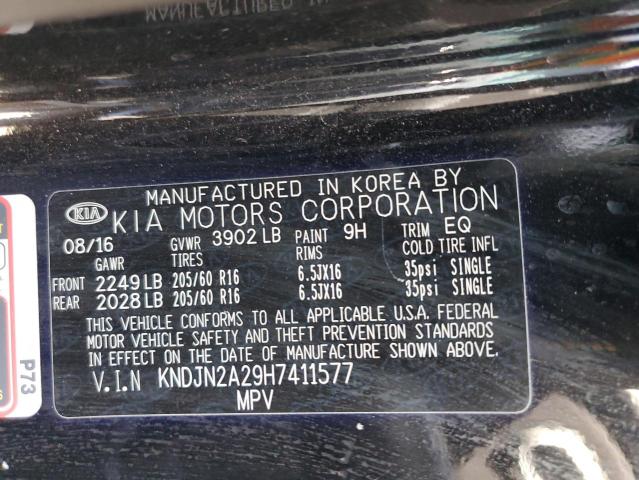 MANUFACTURED
MANUFACTURED IN KOREA BY
KIA KIA MOTORS CORPORATION
08/16 GVWR 3902 LB PAINT 9H TRIM EQ
GAWR TIRES RIMS COLD TIRE INFL
FRONT 2249 LB 205/60 R16 6.5JX16 35psi SINGLE
REAR 2028 LB 205/60 R16 6.5JX16 35psi SINGLE
THIS VEHICLE CONFORMS TO ALL APPLICABLE U.S.A. FEDERAL
MOTOR VEHICLE SAFETY AND THEFT PREVENTION STANDARDS
IN EFFECT ON THE DATE OF MANUFACTURE SHOWN ABOVE.
V.I.N KNDJN2A29H7411577
MPV
P73